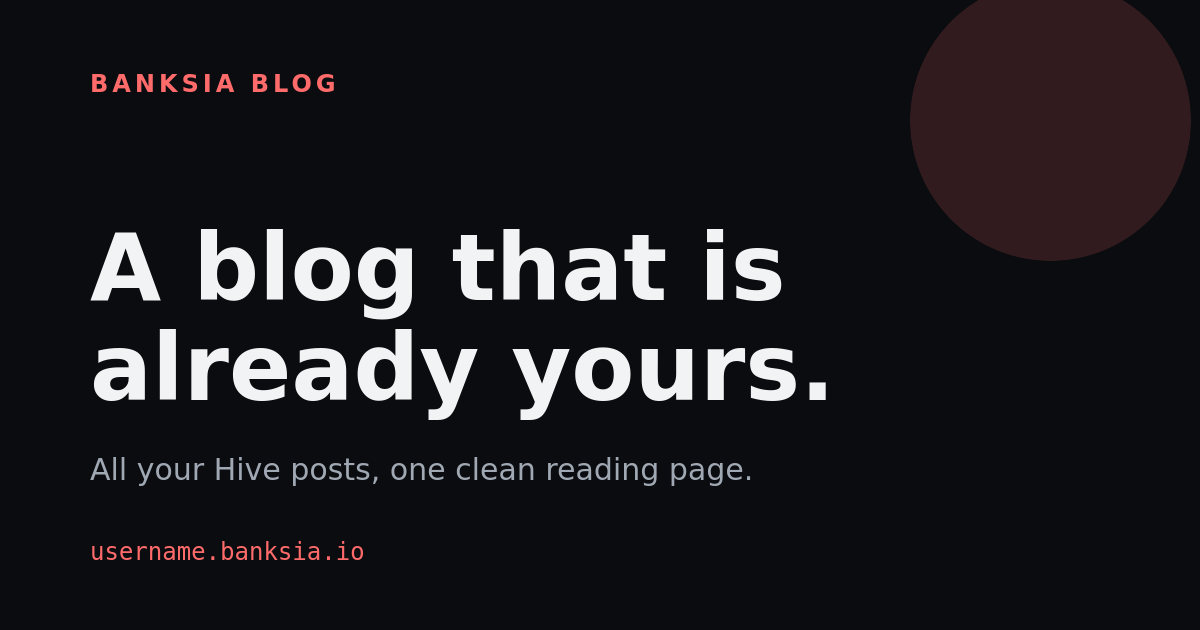 BANKSIA BLOG
A blog that is
already yours.
All your Hive posts, one clean reading page.
username.banksia.io